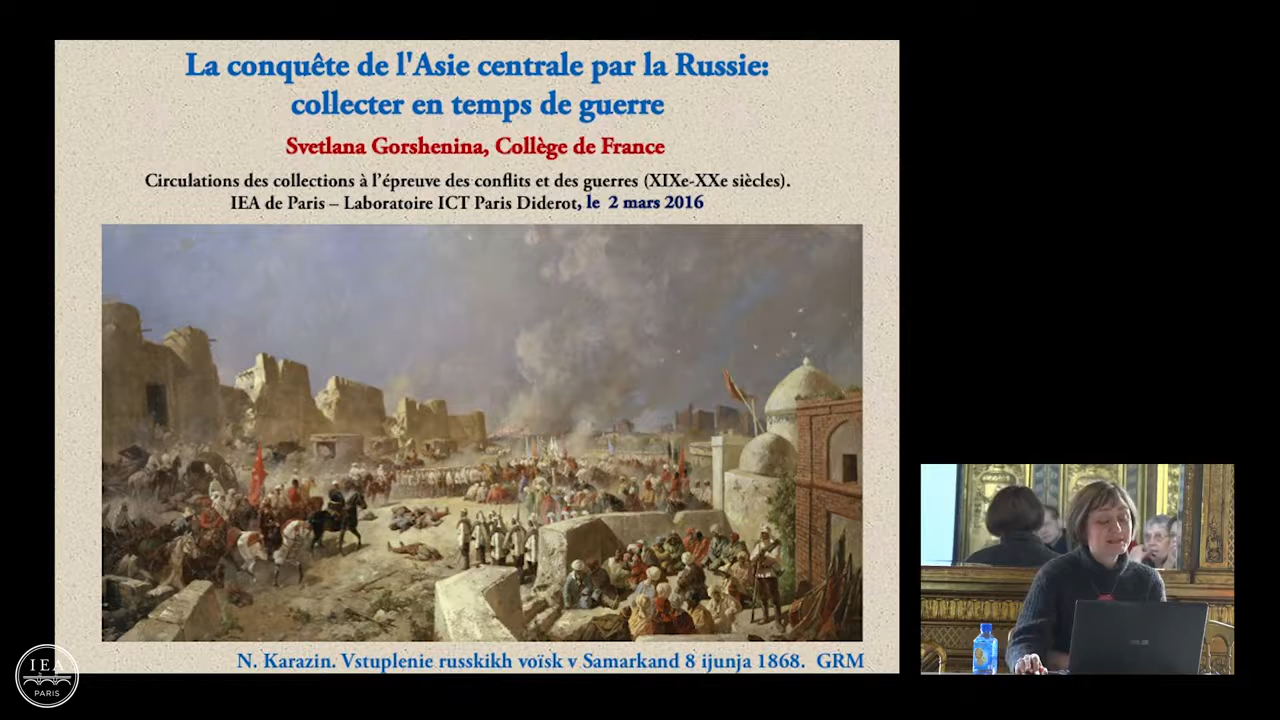 La conquête de l'Asie centrale par la Russie:
collecter en temps de guerre
Svetlana Gorshenina, Collège de France
Circulations des collections à l'épreuve des conflits et des guerres (XIXe-XXe siècles).
IEA de Paris – Laboratoire ICT Paris Diderot, le 2 mars 2016
N. Karazin. Vstuplenie russkikh voïsk v Samarkand 8 ijunja 1868. GRM
IEA
PARIS